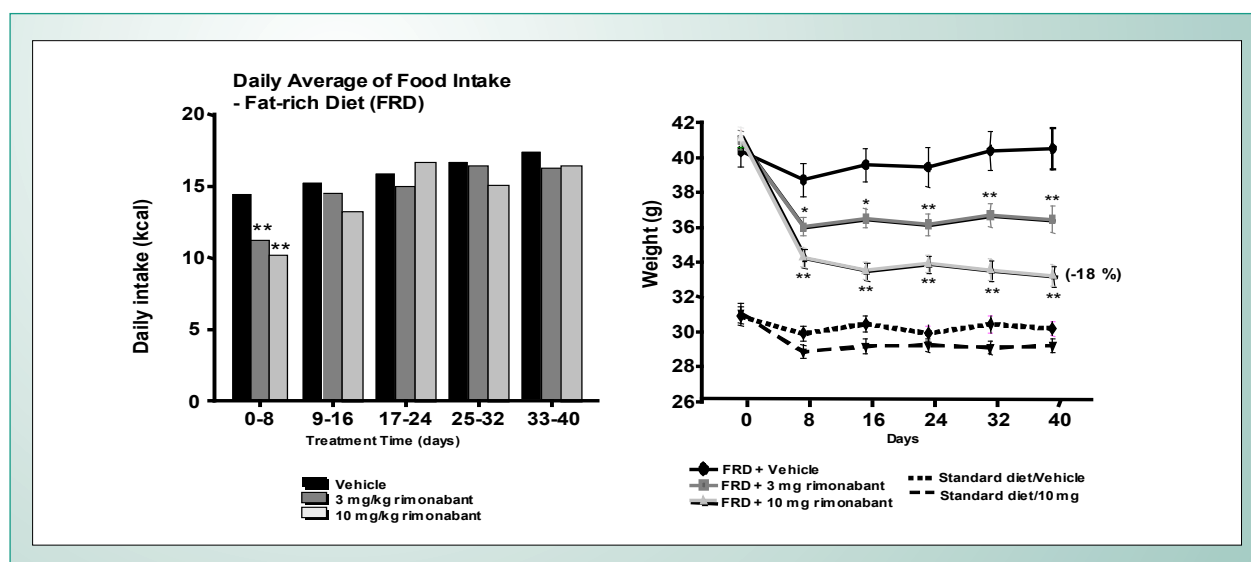 Daily Average of Food Intake
- Fat-rich Diet (FRD)
Daily intake (kcal)
20
15
10
5
0
**
**
0-8 9-16 17-24 25-32 33-40
Treatment Time (days)
Vehicle
3 mg/kg rimonabant
10 mg/kg rimonabant
Weight (g)
42
40
38
36
34
32
30
28
26
* * ** ** **
(-18 %)
** ** ** ** **
0 8 16 24 32 40
Days
FRD + Vehicle
FRD + 3 mg rimonabant
FRD + 10 mg rimonabant
Standard diet/Vehicle
Standard diet/10 mg